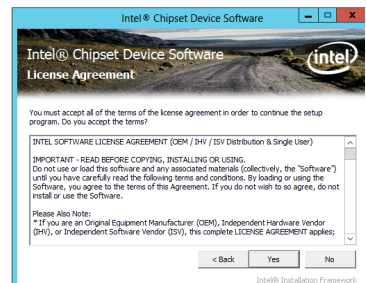 Intel® Chipset Device Software
Intel® Chipset Device Software
License Agreement
intel
You must accept all of the terms of the license agreement in order to continue the setup
program. Do you accept the terms?
INTEL SOFTWARE LICENSE AGREEMENT (OEM / IHV / ISV Distribution & Single User)
IMPORTANT - READ BEFORE COPYING, INSTALLING OR USING.
Do not use or load this software and any associated materials (collectively, the "Software")
until you have carefully read the following terms and conditions. By loading or using the
Software, you agree to the terms of this Agreement. If you do not wish to so agree, do not
install or use the Software.
Please Also Note:
* If you are an Original Equipment Manufacturer (OEM), Independent Hardware Vendor
(IHV), or Independent Software Vendor (ISV), this complete LICENSE AGREEMENT applies;
< Back Yes No
Intel® Installation Framework